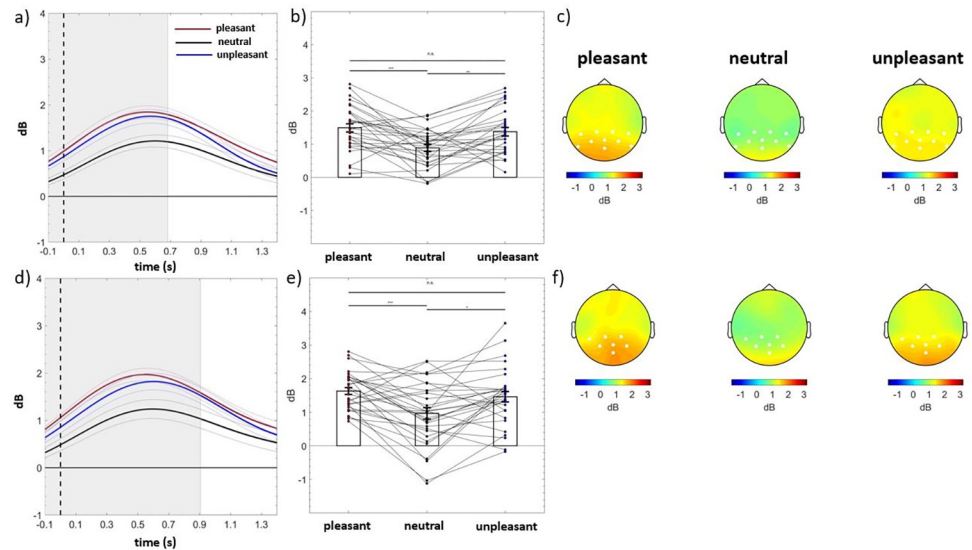 a)
4
3
2
1
0
-1
dB
-0.1 0.1 0.3 0.5 0.7 0.9 1.1 1.3
time (s)
pleasant
neutral
unpleasant
b)
4
3
2
1
0
-1
dB
n.s.
***
**
pleasant neutral unpleasant
c)
pleasant neutral unpleasant
-1 0 1 2 3
dB
-1 0 1 2 3
dB
-1 0 1 2 3
dB
d)
4
3
2
1
0
-1
dB
-0.1 0.1 0.3 0.5 0.7 0.9 1.1 1.3
time (s)
e)
4
3
2
1
0
-1
dB
n.s.
***
*
pleasant neutral unpleasant
f)
-1 0 1 2 3
dB
-1 0 1 2 3
dB
-1 0 1 2 3
dB